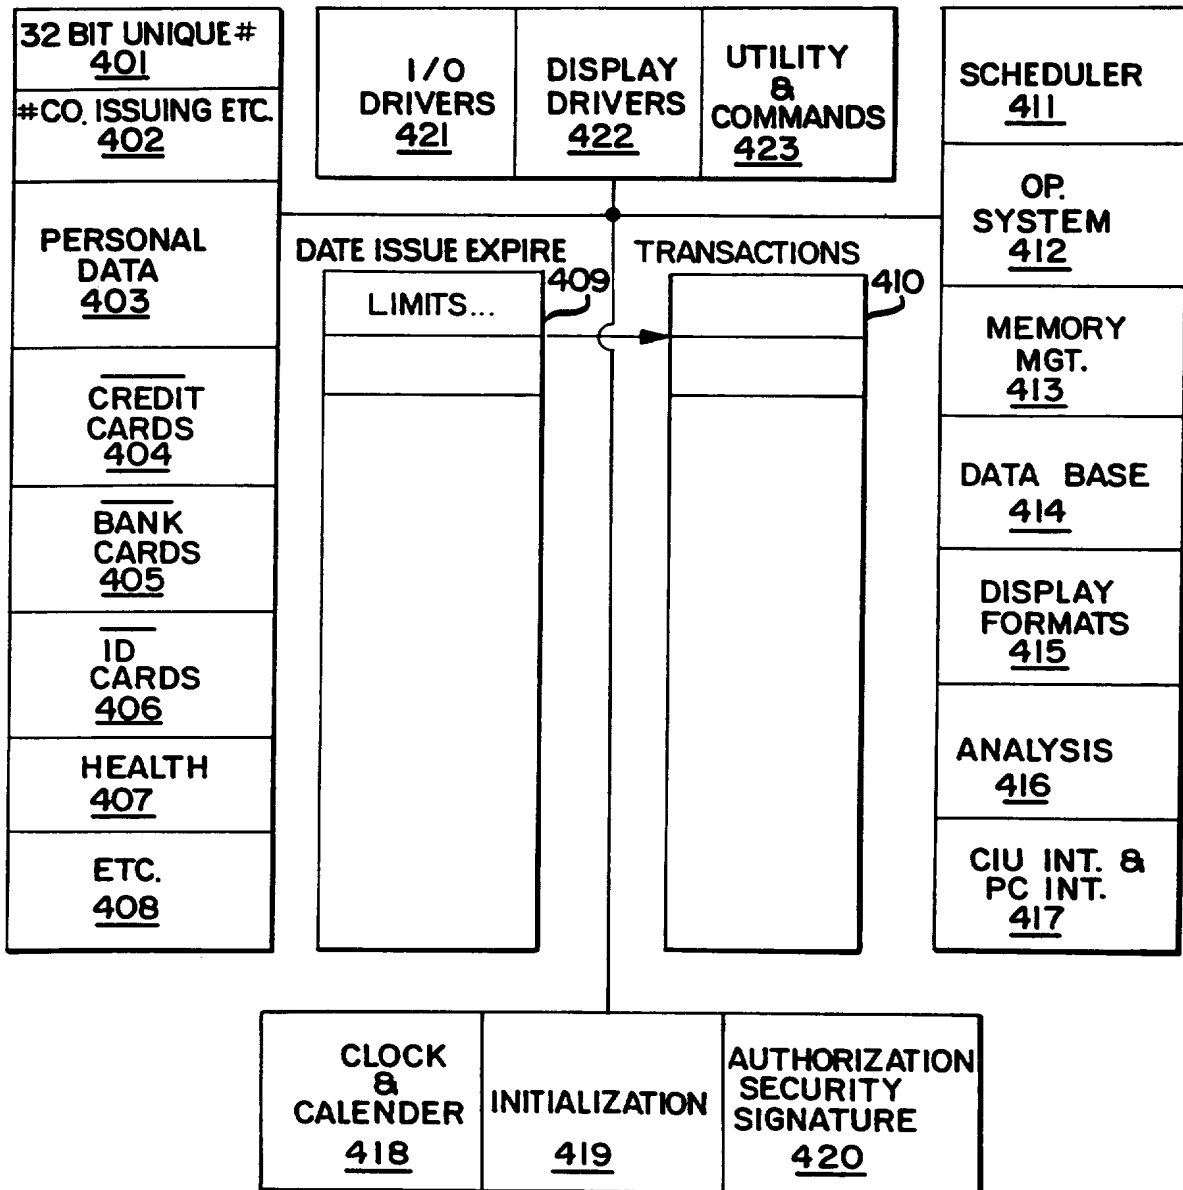 32 BIT UNIQUE#
401
#CO. ISSUING ETC.
402
PERSONAL
DATA
403
CREDIT
CARDS
404
BANK
CARDS
405
ID
CARDS
406
HEALTH
407
ETC.
408
I/O
DRIVERS
421
DISPLAY
DRIVERS
422
UTILITY
&
COMMANDS
423
DATE ISSUE EXPIRE
409
LIMITS...
TRANSACTIONS
410
SCHEDULER
411
OP.
SYSTEM
412
MEMORY
MGT.
413
DATA BASE
414
DISPLAY
FORMATS
415
ANALYSIS
416
CIU INT. &
PC INT.
417
CLOCK
&
CALENDER
418
INITIALIZATION
419
AUTHORIZATION
SECURITY
SIGNATURE
420